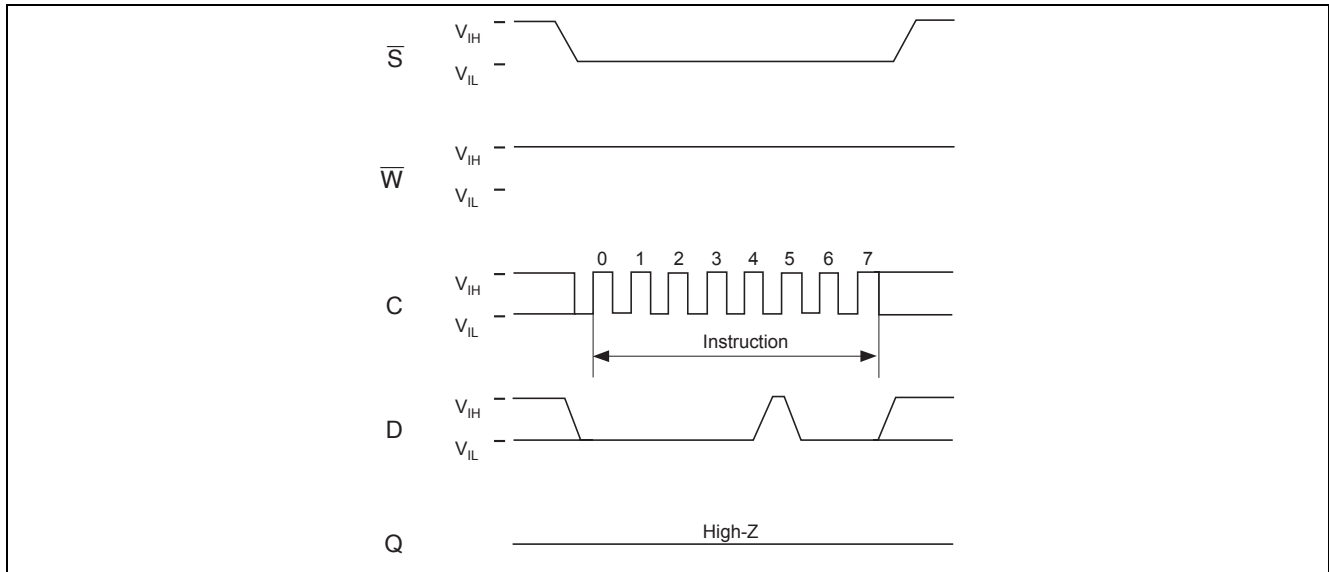 S̅
V_IH
V_IL
W̅
V_IH
V_IL
C
V_IH
V_IL
0 1 2 3 4 5 6 7
Instruction
D
V_IH
V_IL
Q
High-Z